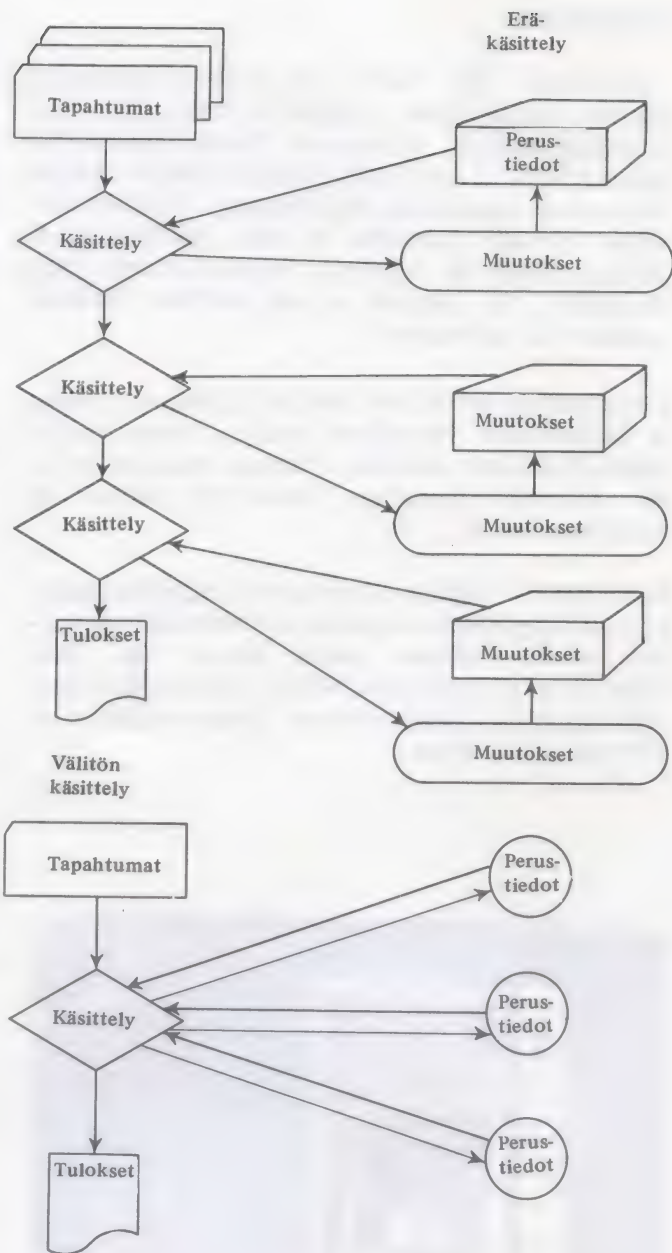 Erä-
käsittely
Tapahtumat
Perus-
tiedot
Käsittely
Muutokset
Käsittely
Muutokset
Käsittely
Muutokset
Tulokset
Muutokset
Muutokset
Välitön
käsittely
Tapahtumat
Perus-
tiedot
Käsittely
Perus-
tiedot
Tulokset
Perus-
tiedot